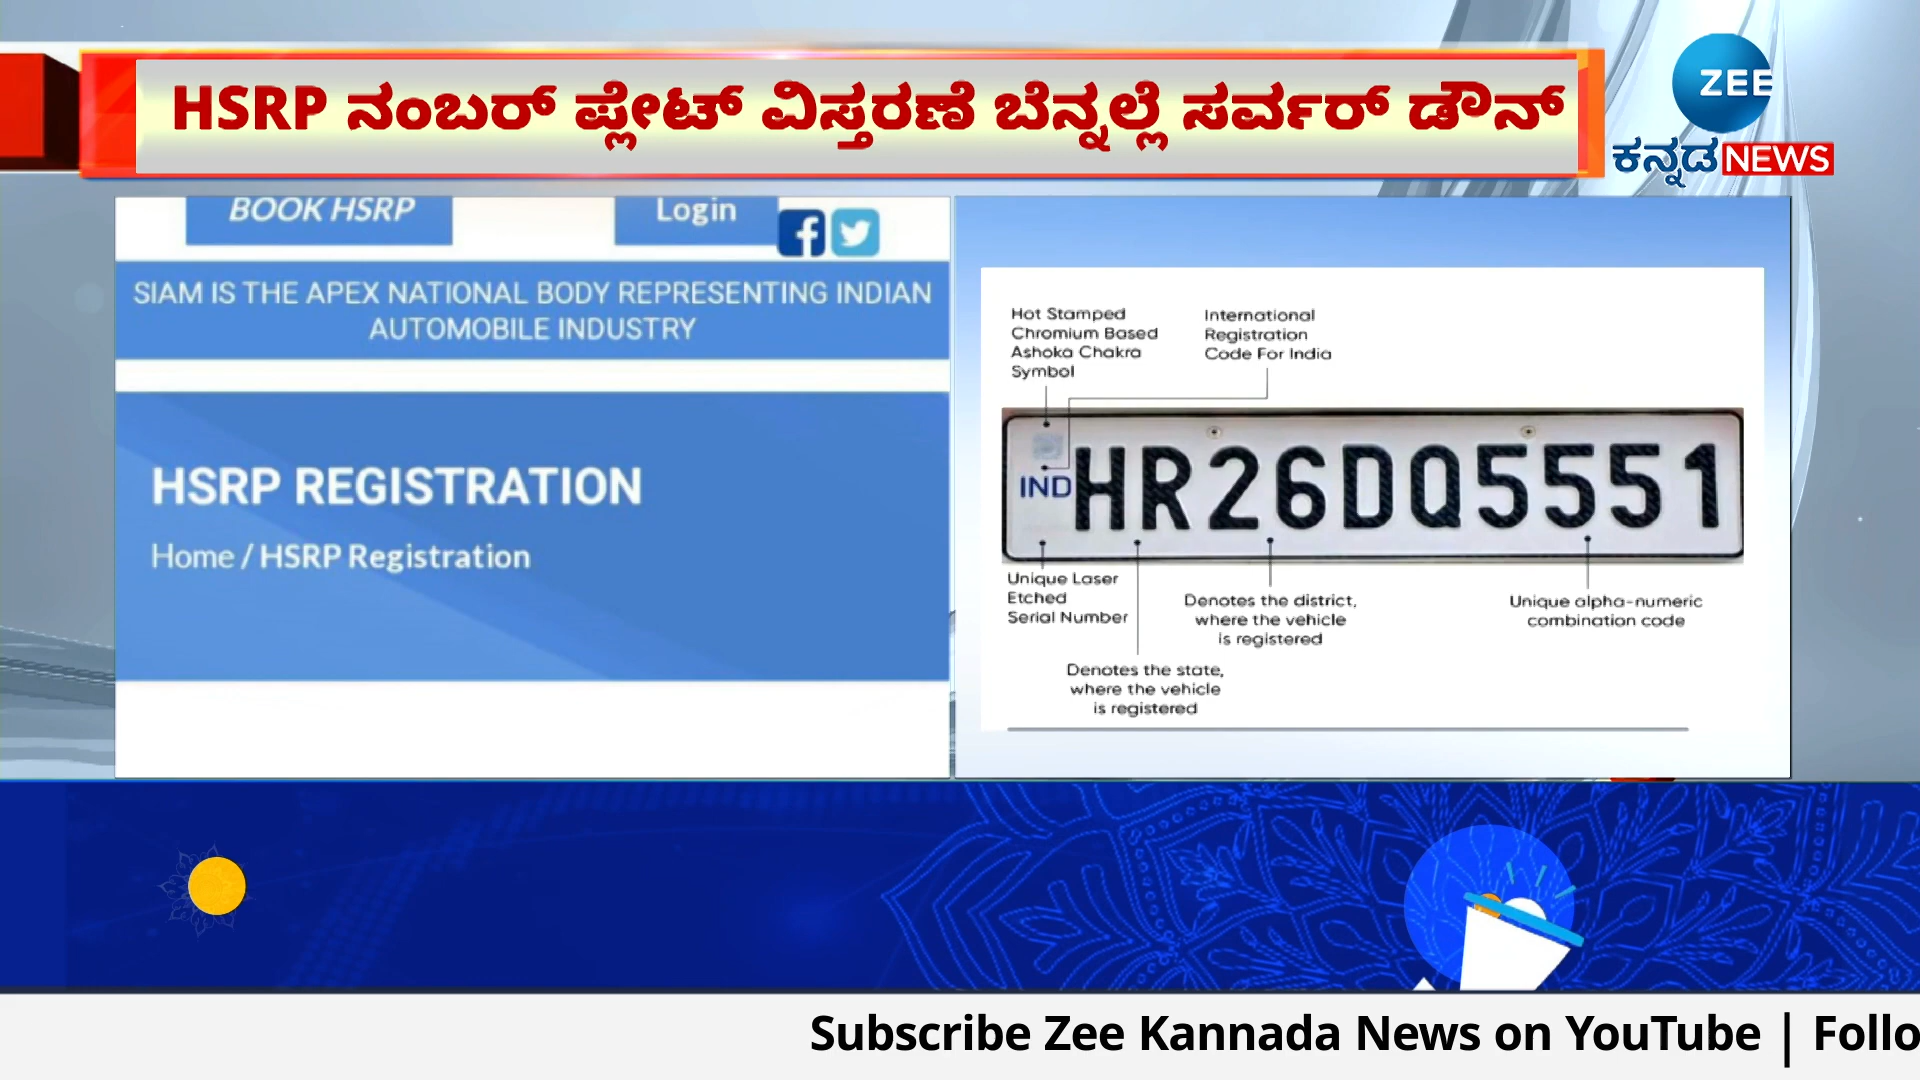 HSRP ನಂಬರ್ ಪ್ಲೇಟ್ ವಿಸ್ತರಣೆ ಬೆನ್ನಲ್ಲೆ ಸರ್ವರ್ ಡೌನ್
ZEE
ಕನ್ನಡ NEWS
BOOK HSRP
Login
SIAM IS THE APEX NATIONAL BODY REPRESENTING INDIAN
AUTOMOBILE INDUSTRY
HSRP REGISTRATION
Home / HSRP Registration
Hot Stamped
Chromium Based
Ashoka Chakra
Symbol
International
Registration
Code For India
IND
HR26DQ5551
Unique Laser
Etched
Serial Number
Denotes the state,
where the vehicle
is registered
Denotes the district,
where the vehicle
is registered
Unique alpha-numeric
combination code
Subscribe Zee Kannada News on YouTube | Follo